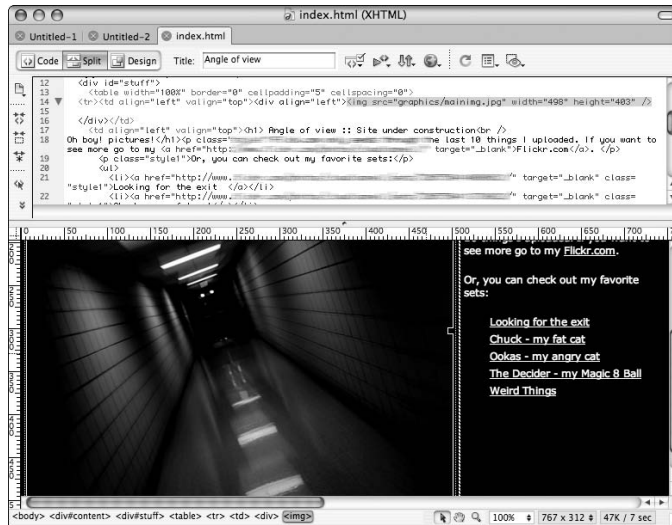 index.html (XHTML)
Untitled-1
Untitled-2
index.html
Code
Split
Design
Title:
Angle of view
12 <div id="stuff">
13 <table width="100%" border="0" cellpadding="5" cellspacing="0">
14 <tr><td align="left" valign="top"><div align="left"><img src="graphics/mainimg.jpg" width="498" height="403" />
15
16 </div></td>
17 <td align="left" valign="top"><h1> Angle of view :: Site under construction<br />
18 Oh boy! pictures!</h1><p class= he last 10 things I uploaded. If you want to
see more go to my <a href="http: target="_blank">Flickr.com</a>. </p>
19 <p class="style1">Or, you can check out my favorite sets:</p>
20 <ul>
21 <li><a href="http://www. /" target="_blank" class=
"style1">Looking for the exit </a></li>
22 <li><a href="http://www. /" target="_blank" class=
0 50 100 150 200 250 300 350 400 450 500 550 600 650 700 750
see more go to my Flickr.com.
Or, you can check out my favorite
sets:
Looking for the exit
Chuck - my fat cat
Ookas - my angry cat
The Decider - my Magic 8 Ball
Weird Things
<body> <div#content> <div#stuff> <table> <tr> <td> <div> <img>
100%
767 x 312
47K / 7 sec